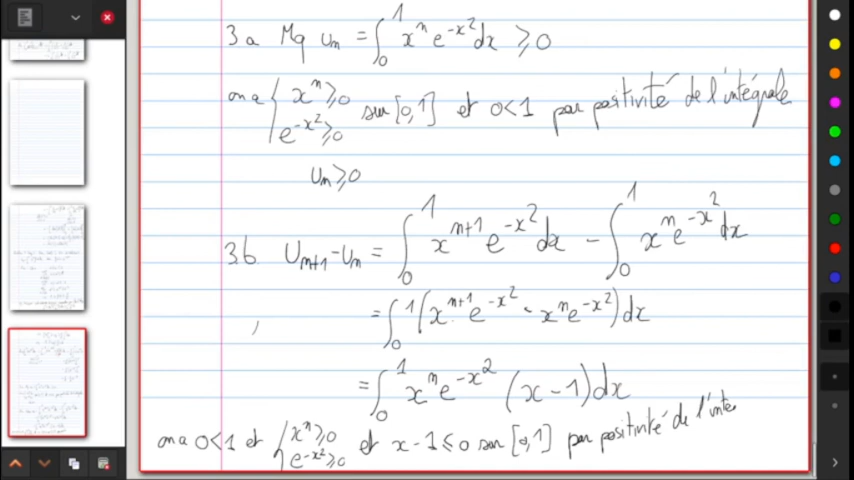 3.a Mq un = ∫₀¹ xⁿ e^(-x²) dx ≥ 0
on a { xⁿ ≥ 0
e^(-x²) ≥ 0 sur [0,1] et 0<1 par positivité de l'intégrale
un ≥ 0
3.b Un+1 - Un = ∫₀¹ x^(n+1) e^(-x²) dx - ∫₀¹ xⁿ e^(-x²) dx
= ∫₀¹ (x^(n+1) e^(-x²) - xⁿ e^(-x²)) dx
= ∫₀¹ xⁿ e^(-x²) (x-1) dx
on a 0<1 et { xⁿ ≥ 0
e^(-x²) ≥ 0 et x-1 ≤ 0 sur [0,1] par positivité de l'inte